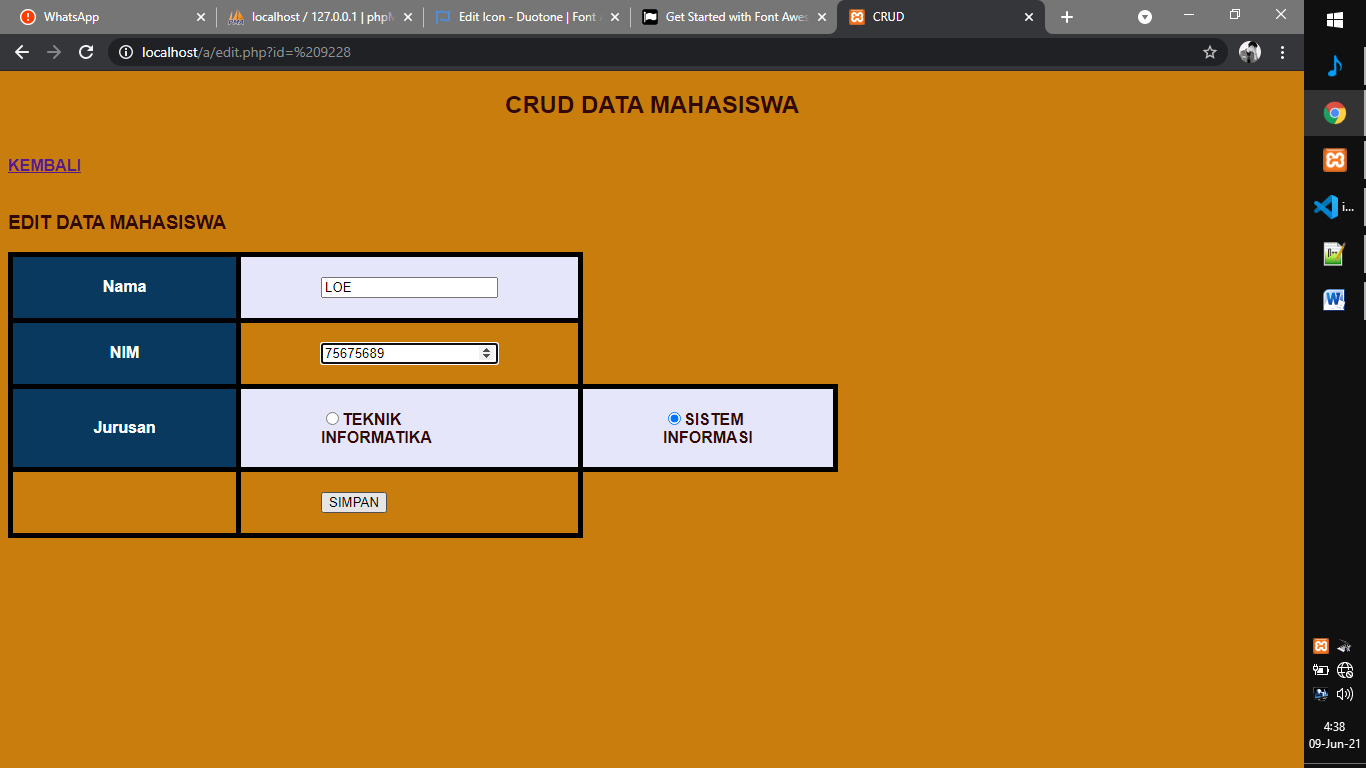 WhatsApp
localhost / 127.0.0.1 | phpM
Edit Icon - Duotone | Font A
Get Started with Font Awes
CRUD
localhost/a/edit.php?id=%209228
CRUD DATA MAHASISWA
KEMBALI
EDIT DATA MAHASISWA
Nama
LOE
NIM
75675689
Jurusan
TEKNIK
INFORMATIKA
SISTEM
INFORMASI
SIMPAN
i...
4:38
09-Jun-21